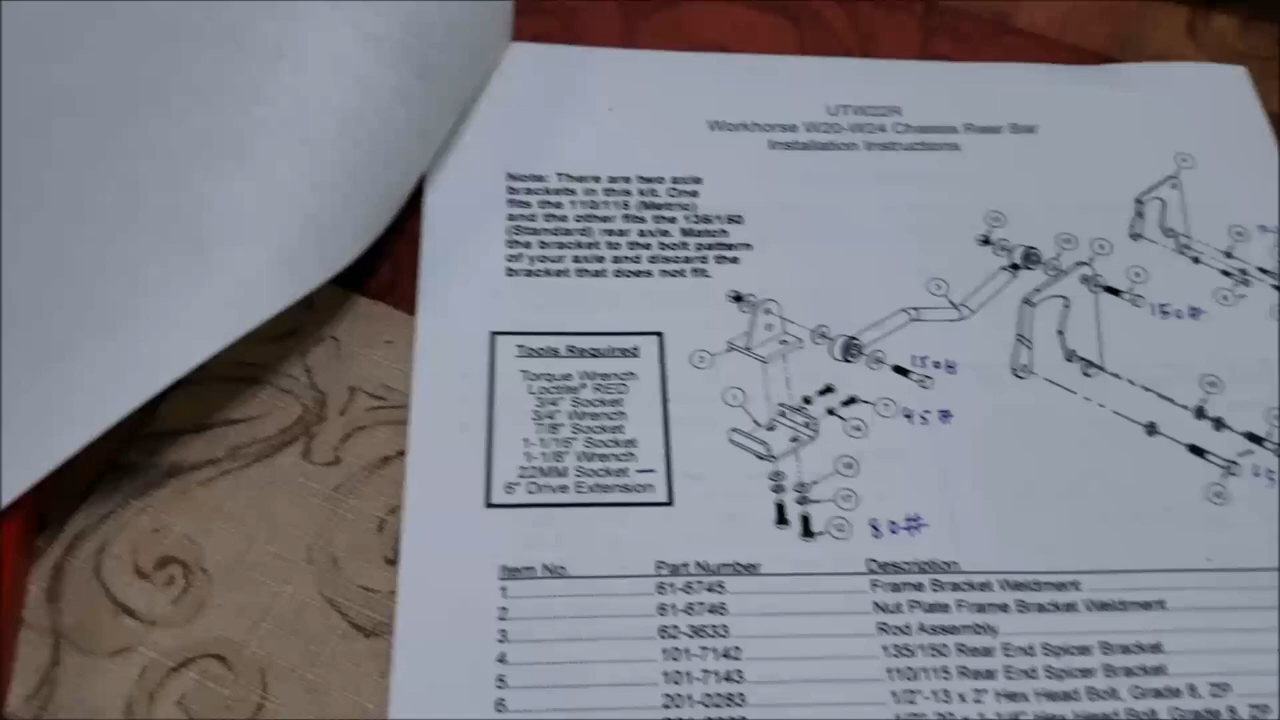 UTW22R
Workhorse W20-W24 Chassis Rear Bar
Installation Instructions
Note: There are two axle
brackets in this kit. One
fits the 110/115 (Metric)
and the other fits the 135/150
(Standard) rear axle. Match
the bracket to the bolt pattern
of your axle and discard the
bracket that does not fit.
150#
150#
45#
80#
Tools Required
Torque Wrench
Loctite® RED
3/4" Socket
3/4" Wrench
7/8" Socket
1-1/16" Socket
1-1/8" Wrench
22MM Socket
6" Drive Extension
Item No. Part Number Description
1 61-6745 Frame Bracket Weldment
2 61-6746 Nut Plate Frame Bracket Weldment
3 62-3633 Rod Assembly
4 101-7142 135/150 Rear End Spicer Bracket
5 101-7143 110/115 Rear End Spicer Bracket
6 1/2"-13 x 2" Hex Head Bolt, Grade 8, ZP